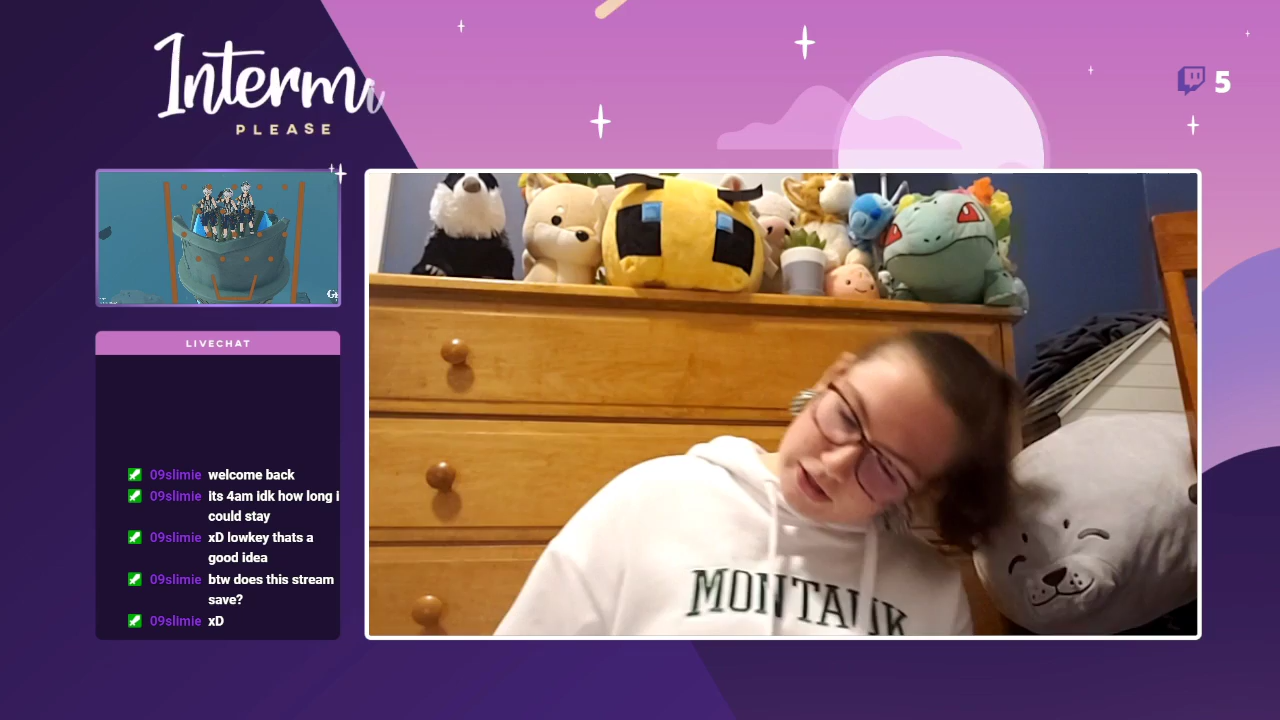 Intermi
PLEASE
5
LIVECHAT
09slimie welcome back
09slimie its 4am idk how long i
could stay
09slimie xD lowkey thats a
good idea
09slimie btw does this stream
save?
09slimie xD
MONTAUK